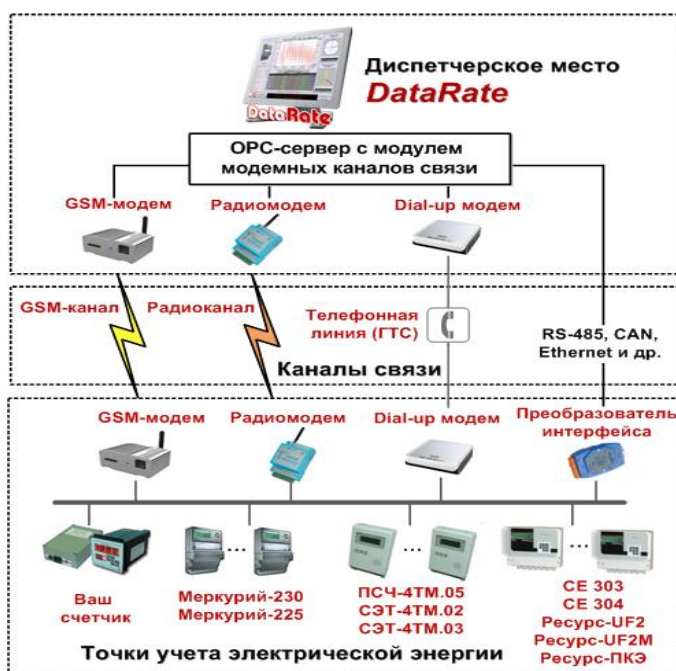 Диспетчерское место
DataRate
DataRate
OPC-сервер с модулем
модемных каналов связи
GSM-модем
Радиомодем
Dial-up модем
GSM-канал
Радиоканал
Телефонная
линия (ГТС)
RS-485, CAN,
Ethernet и др.
Каналы связи
GSM-модем
Радиомодем
Dial-up модем
Преобразователь
интерфейса
Ваш
счетчик
Меркурий-230
Меркурий-225
ПСЧ-4ТМ.05
СЭТ-4ТМ.02
СЭТ-4ТМ.03
СЕ 303
СЕ 304
Ресурс-UF2
Ресурс-UF2M
Ресурс-ПКЭ
Точки учета электрической энергии